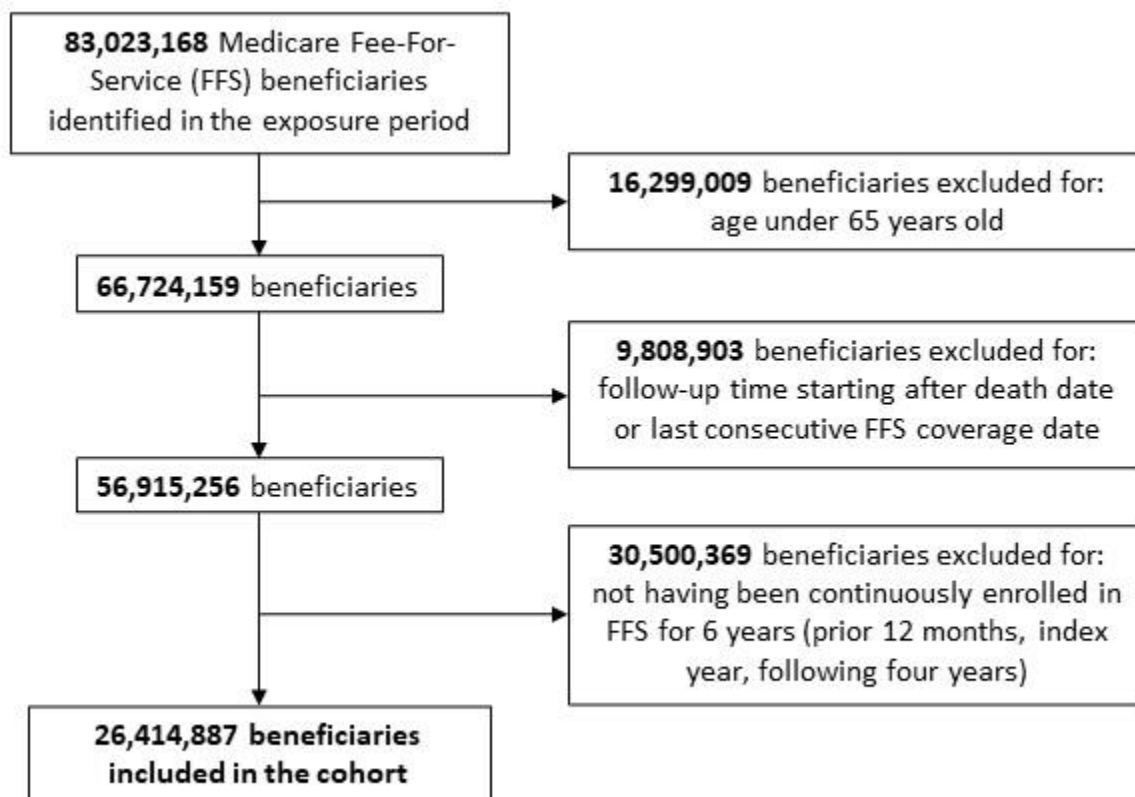 83,023,168 Medicare Fee-For-
Service (FFS) beneficiaries
identified in the exposure period
16,299,009 beneficiaries excluded for:
age under 65 years old
66,724,159 beneficiaries
9,808,903 beneficiaries excluded for:
follow-up time starting after death date
or last consecutive FFS coverage date
56,915,256 beneficiaries
30,500,369 beneficiaries excluded for:
not having been continuously enrolled in
FFS for 6 years (prior 12 months, index
year, following four years)
26,414,887 beneficiaries
included in the cohort